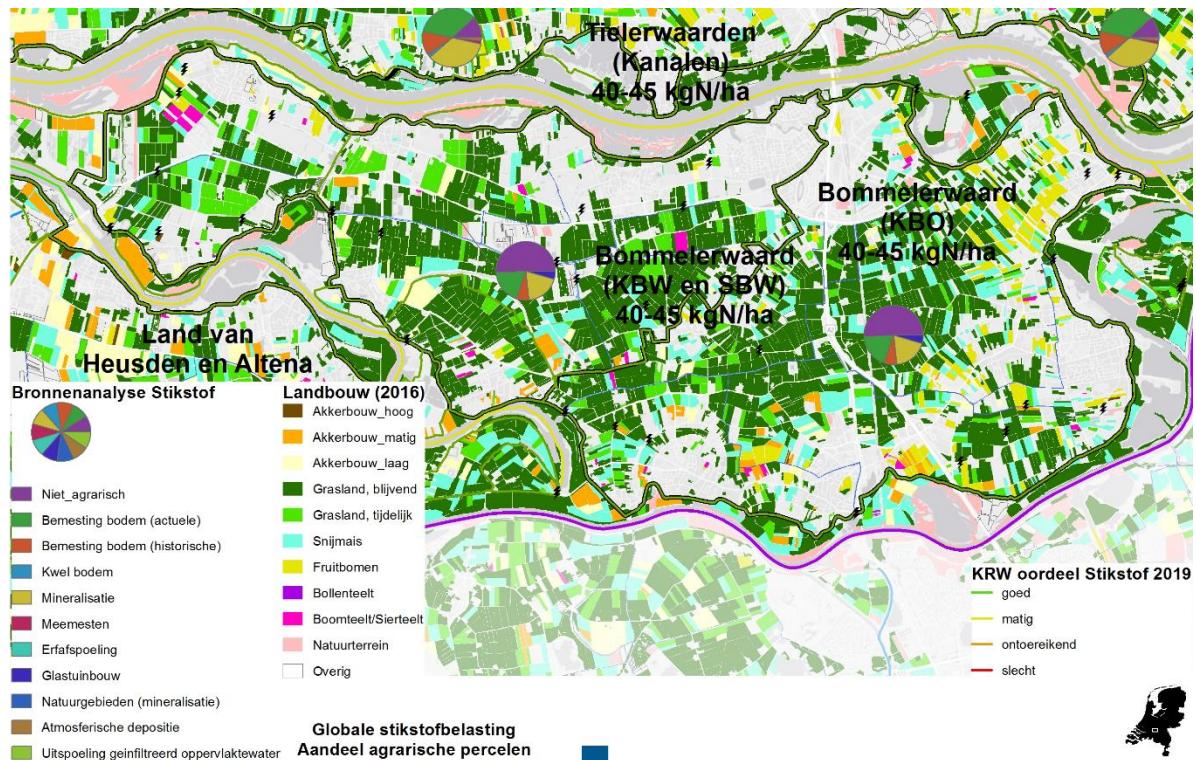 Tielerwaarden
(Kanalen)
40-45 kgN/ha
Bommelerwaard
(KBO)
40-45 kgN/ha
Bommelerwaard
(KBW en SBW)
40-45 kgN/ha
Land van
Heusden en Altena
Bronnenanalyse Stikstof
Niet_agrarisch
Bemesting bodem (actuele)
Bemesting bodem (historische)
Kwel bodem
Mineralisatie
Meemesten
Erfafspoeling
Glastuinbouw
Natuurgebieden (mineralisatie)
Atmosferische depositie
Uitspoeling geinfiltreerd oppervlaktewater
Landbouw (2016)
Akkerbouw_hoog
Akkerbouw_matig
Akkerbouw_laag
Grasland, blijvend
Grasland, tijdelijk
Snijmais
Fruitbomen
Bollenteelt
Boomteelt/Sierteelt
Natuurterrein
Overig
KRW oordeel Stikstof 2019
goed
matig
ontoereikend
slecht
Globale stikstofbelasting
Aandeel agrarische percelen